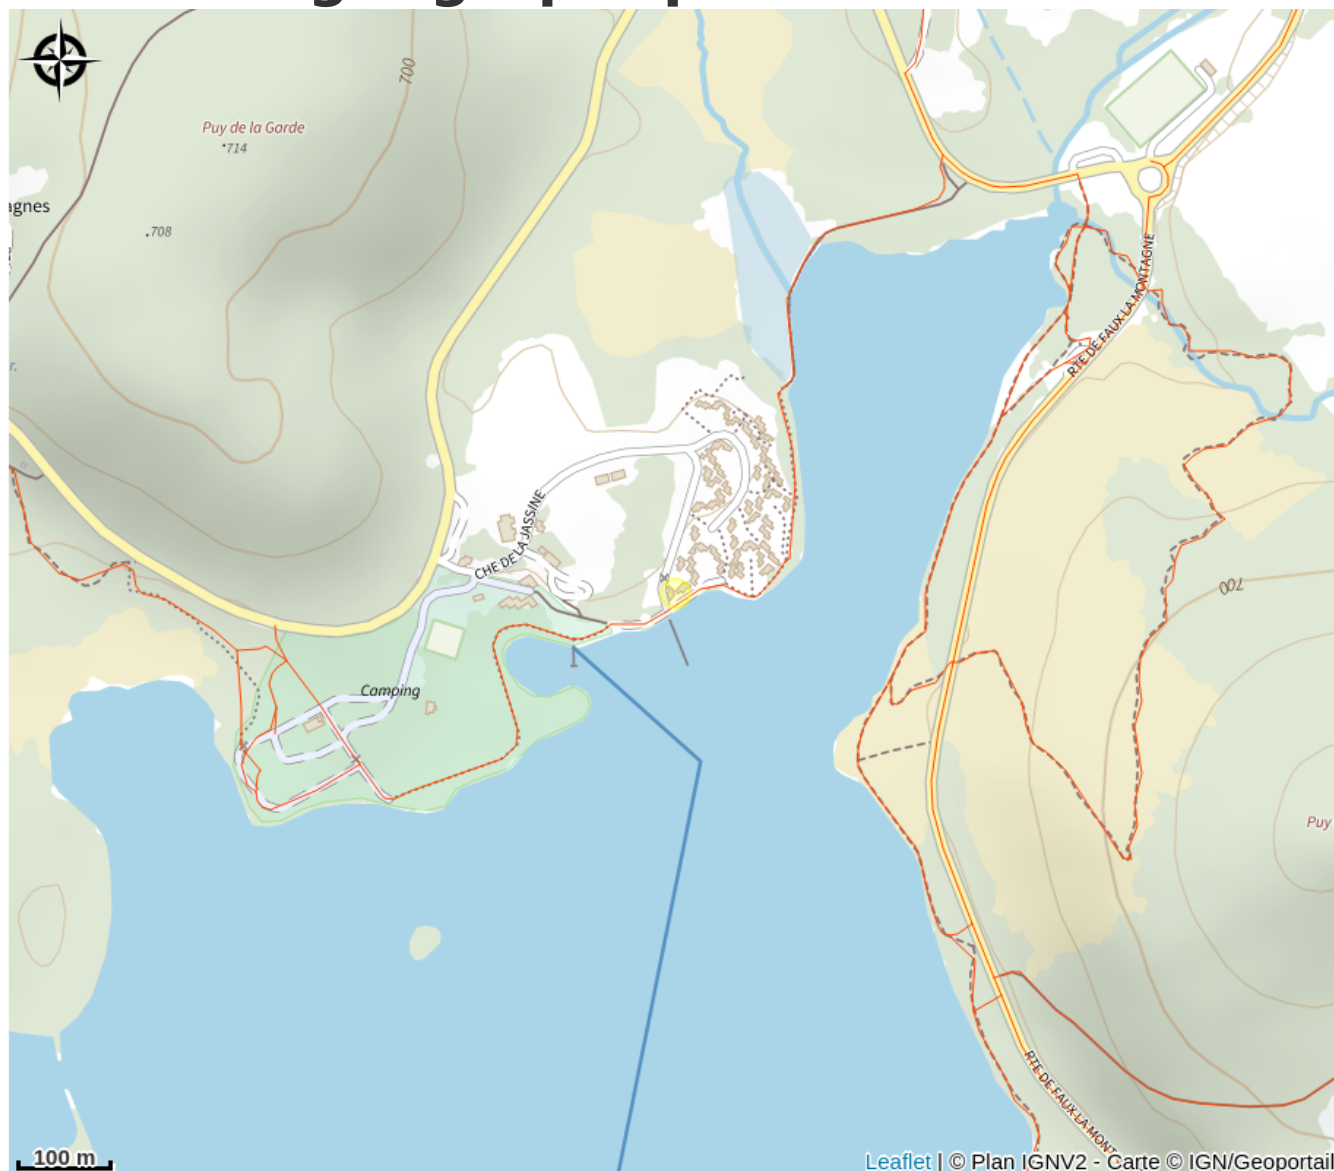 700
Puy de la Garde
714
agnes
708
RTE DE FAUX LA MONTAGNE
r.
CHE DE LA JASSINE
700
Camping
Puy
RTE DE FAUX LA MONT
100 m
Leaflet | © Plan IGNV2 - Carte © IGN/Geoportail